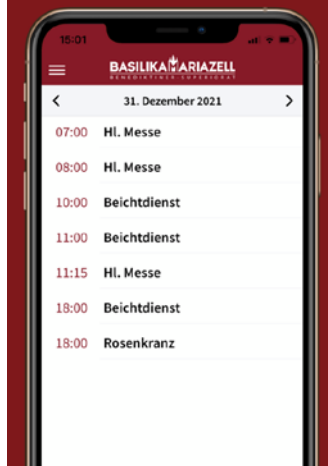 15:01
BASILIKA MARIAZELL
BENEDIKTINER-SUPERIORAT
31. Dezember 2021
07:00 Hl. Messe
08:00 Hl. Messe
10:00 Beichtdienst
11:00 Beichtdienst
11:15 Hl. Messe
18:00 Beichtdienst
18:00 Rosenkranz